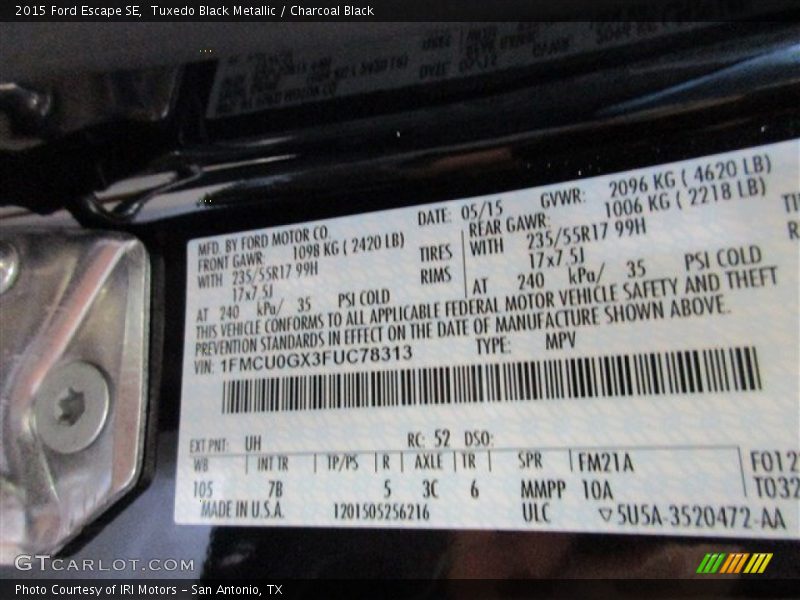 2015 Ford Escape SE, Tuxedo Black Metallic / Charcoal Black
MFD. BY FORD MOTOR CO. DATE: 05/15 GVWR: 2096 KG ( 4620 LB)
FRONT GAWR: 1098 KG ( 2420 LB) REAR GAWR: 1006 KG ( 2218 LB)
WITH 235/55R17 99H TIRES WITH 235/55R17 99H TI
17x7.5J RIMS 17x7.5J R
AT 240 kPa/ 35 PSI COLD AT 240 kPa/ 35 PSI COLD
THIS VEHICLE CONFORMS TO ALL APPLICABLE FEDERAL MOTOR VEHICLE SAFETY AND THEFT
PREVENTION STANDARDS IN EFFECT ON THE DATE OF MANUFACTURE SHOWN ABOVE.
VIN: 1FMCU0GX3FUC78313 TYPE: MPV
EXT PNT: UH RC: 52 DSO:
WB INT TR TP/PS R AXLE TR SPR FM21A F012
105 7B 5 3C 6 MMPP 10A T032
MADE IN U.S.A. 1201505256216 ULC ▽5U5A-3520472-AA
GTCARLOT.COM
Photo Courtesy of IRI Motors – San Antonio, TX